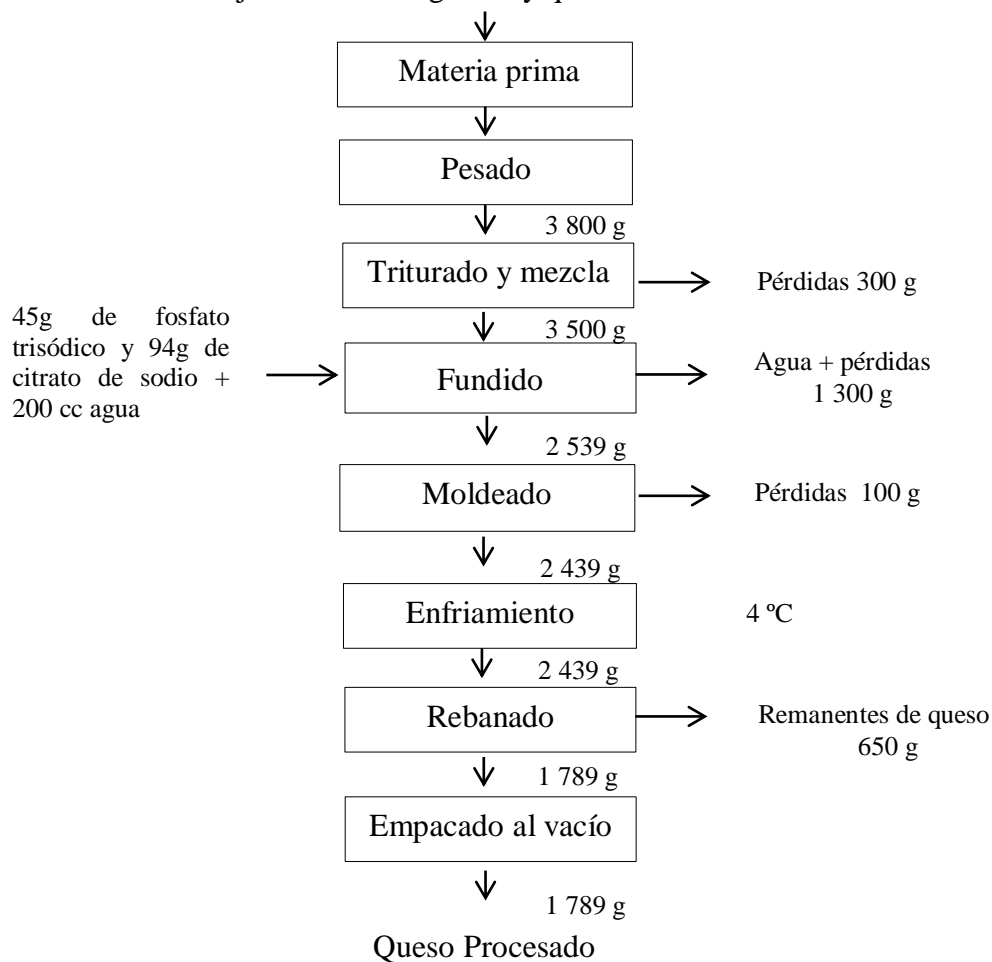 Materia prima
Pesado
3 800 g
Triturado y mezcla
Pérdidas 300 g
3 500 g
45g de fosfato
trisódico y 94g de
citrato de sodio +
200 cc agua
Fundido
Agua + pérdidas
1 300 g
2 539 g
Moldeado
Pérdidas 100 g
2 439 g
Enfriamiento
4 ºC
2 439 g
Rebanado
Remanentes de queso
650 g
1 789 g
Empacado al vacío
1 789 g
Queso Procesado